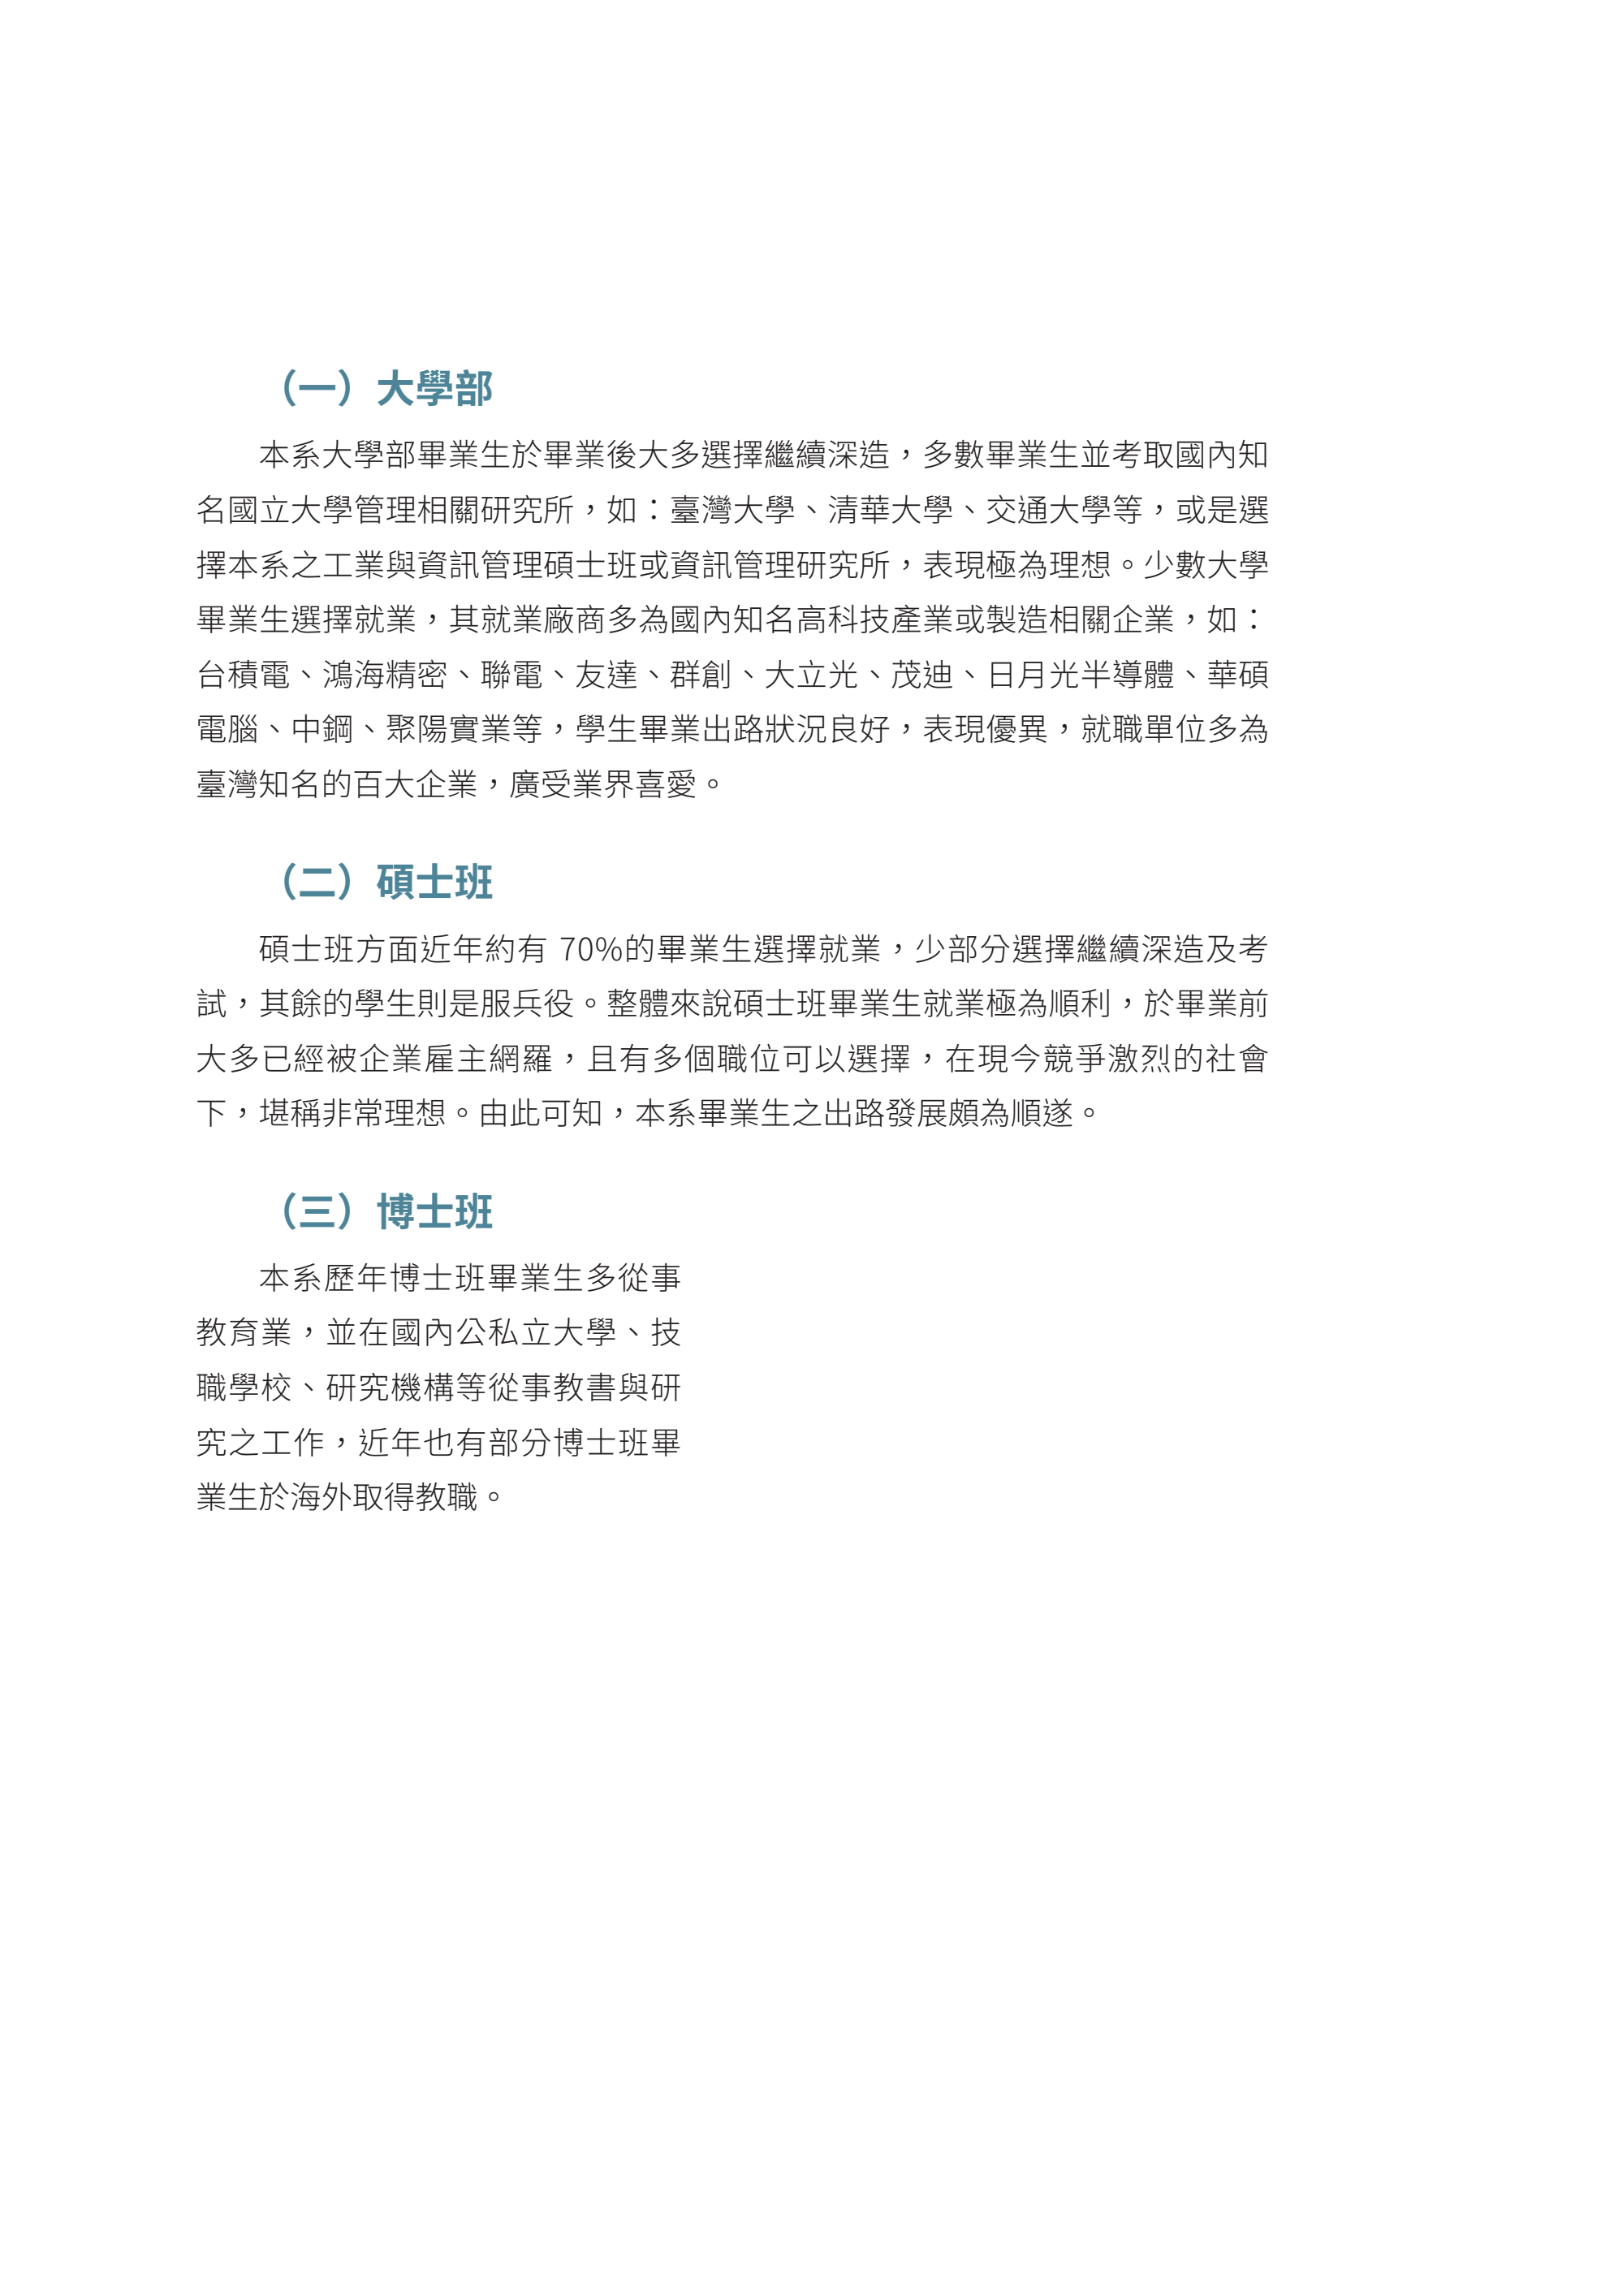 （一）大學部
本系大學部畢業生於畢業後大多選擇繼續深造，多數畢業生並考取國內知
名國立大學管理相關研究所，如：臺灣大學、清華大學、交通大學等，或是選
擇本系之工業與資訊管理碩士班或資訊管理研究所，表現極為理想。少數大學
畢業生選擇就業，其就業廠商多為國內知名高科技產業或製造相關企業，如：
台積電、鴻海精密、聯電、友達、群創、大立光、茂迪、日月光半導體、華碩
電腦、中鋼、聚陽實業等，學生畢業出路狀況良好，表現優異，就職單位多為
臺灣知名的百大企業，廣受業界喜愛。
（二）碩士班
碩士班方面近年約有 70%的畢業生選擇就業，少部分選擇繼續深造及考
試，其餘的學生則是服兵役。整體來說碩士班畢業生就業極為順利，於畢業前
大多已經被企業雇主網羅，且有多個職位可以選擇，在現今競爭激烈的社會
下，堪稱非常理想。由此可知，本系畢業生之出路發展頗為順遂。
（三）博士班
本系歷年博士班畢業生多從事
教育業，並在國內公私立大學、技
職學校、研究機構等從事教書與研
究之工作，近年也有部分博士班畢
業生於海外取得教職。